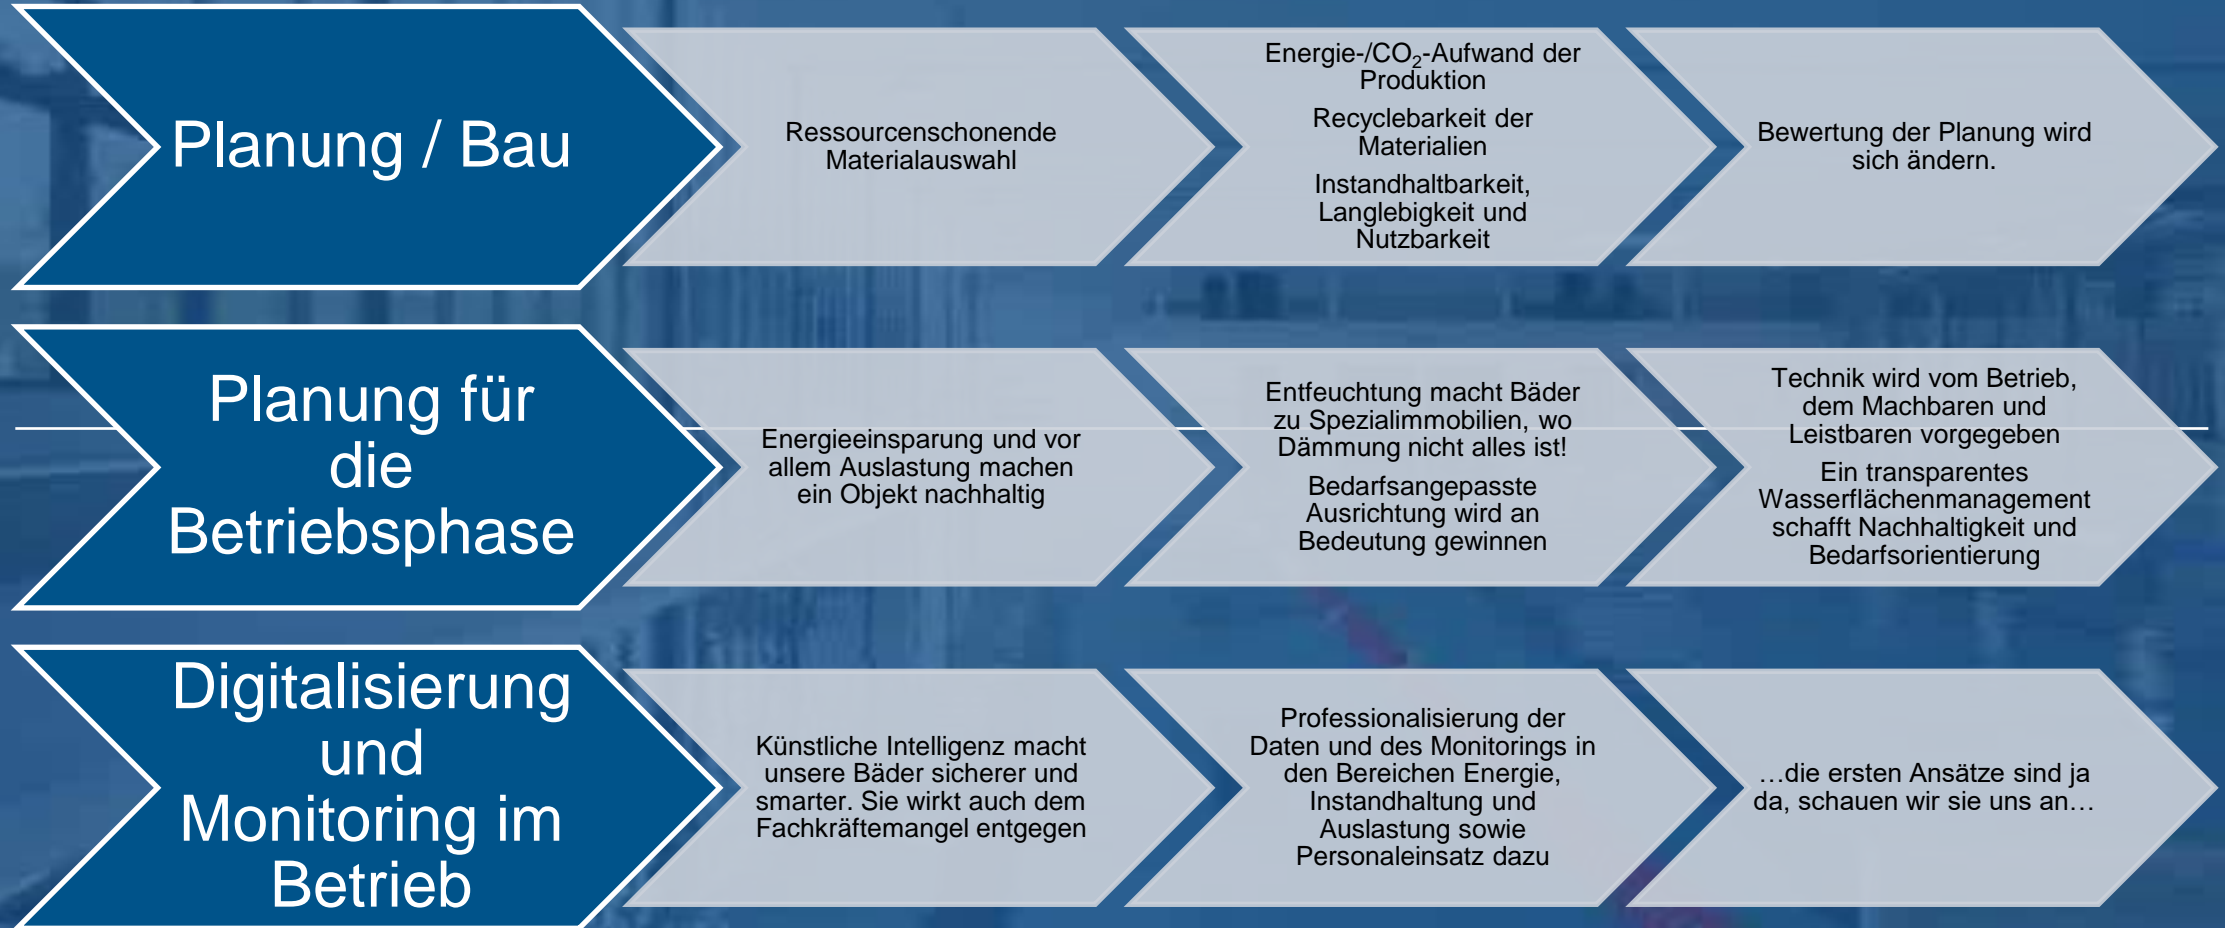 Planung / Bau
Ressourcenschonende
Materialauswahl
Energie-/CO₂-Aufwand der
Produktion
Recyclebarkeit der
Materialien
Instandhaltbarkeit,
Langlebigkeit und
Nutzbarkeit
Bewertung der Planung wird
sich ändern.
Planung für
die
Betriebsphase
Energieeinsparung und vor
allem Auslastung machen
ein Objekt nachhaltig
Entfeuchtung macht Bäder
zu Spezialimmobilien, wo
Dämmung nicht alles ist!
Bedarfsangepasste
Ausrichtung wird an
Bedeutung gewinnen
Technik wird vom Betrieb,
dem Machbaren und
Leistbaren vorgegeben
Ein transparentes
Wasserflächenmanagement
schafft Nachhaltigkeit und
Bedarfsorientierung
Digitalisierung
und
Monitoring im
Betrieb
Künstliche Intelligenz macht
unsere Bäder sicherer und
smarter. Sie wirkt auch dem
Fachkräftemangel entgegen
Professionalisierung der
Daten und des Monitorings in
den Bereichen Energie,
Instandhaltung und
Auslastung sowie
Personaleinsatz dazu
…die ersten Ansätze sind ja
da, schauen wir sie uns an…